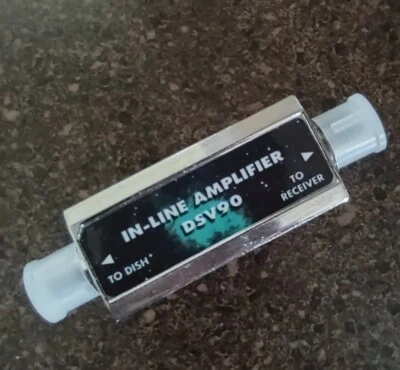 IN-LINE AMPLIFIER
DSV90
TO DISH
TO
RECEIVER